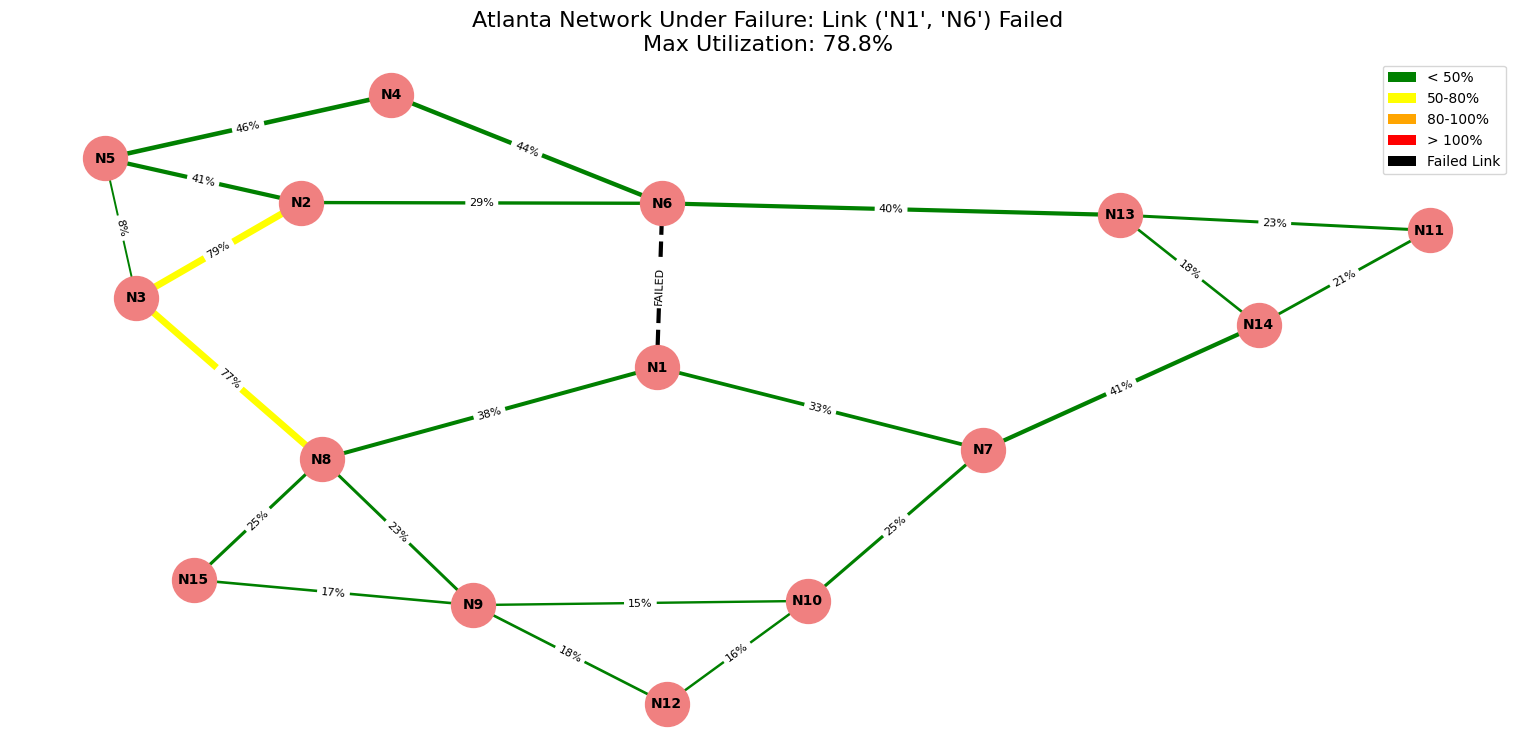 Atlanta Network Under Failure: Link ('N1', 'N6') Failed
Max Utilization: 78.8%
< 50%
50-80%
80-100%
> 100%
Failed Link
N4
46%
44%
N5
41%
N2
29%
N6
40%
N13
23%
N11
8%
79%
18%
21%
N3
FAILED
N14
77%
N1
38%
33%
41%
N8
N7
25%
23%
25%
N15
17%
N9
15%
N10
18%
16%
N12